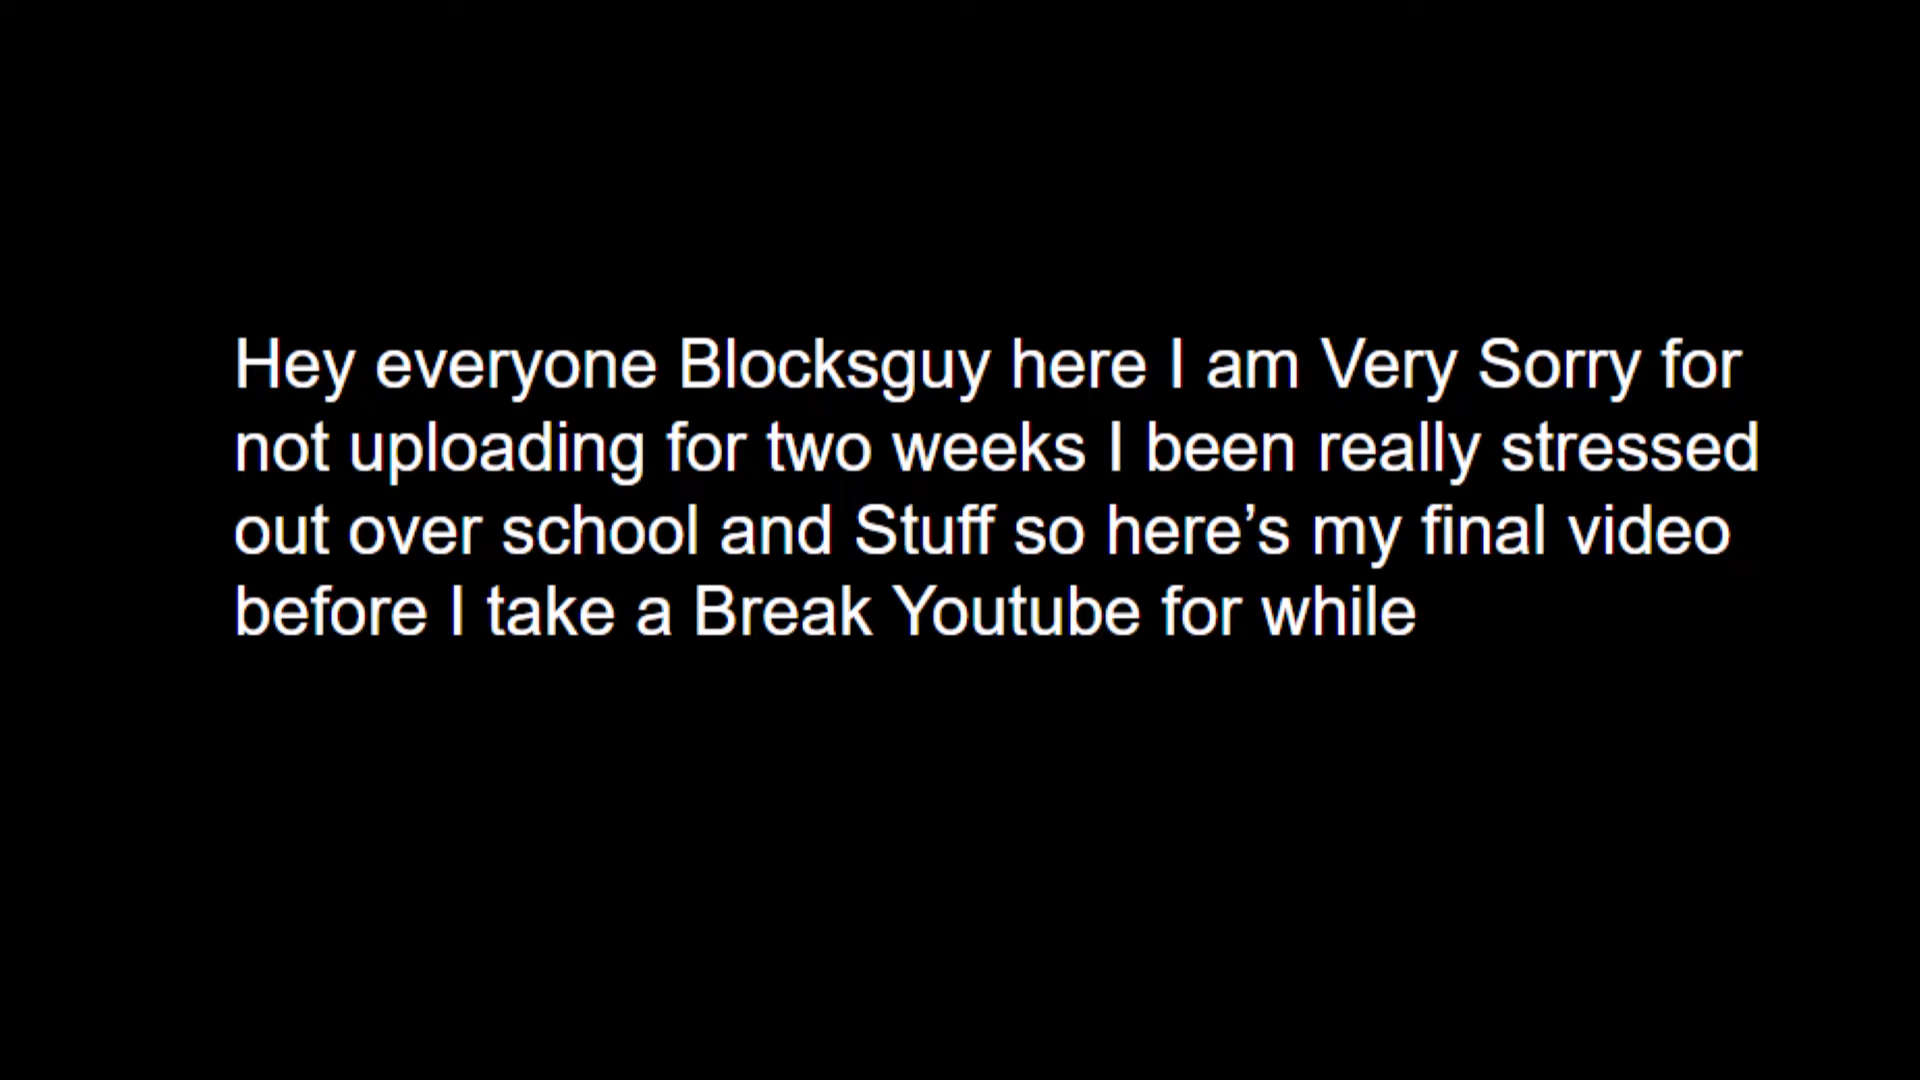 Hey everyone Blocksguy here I am Very Sorry for
not uploading for two weeks I been really stressed
out over school and Stuff so here’s my final video
before I take a Break Youtube for while